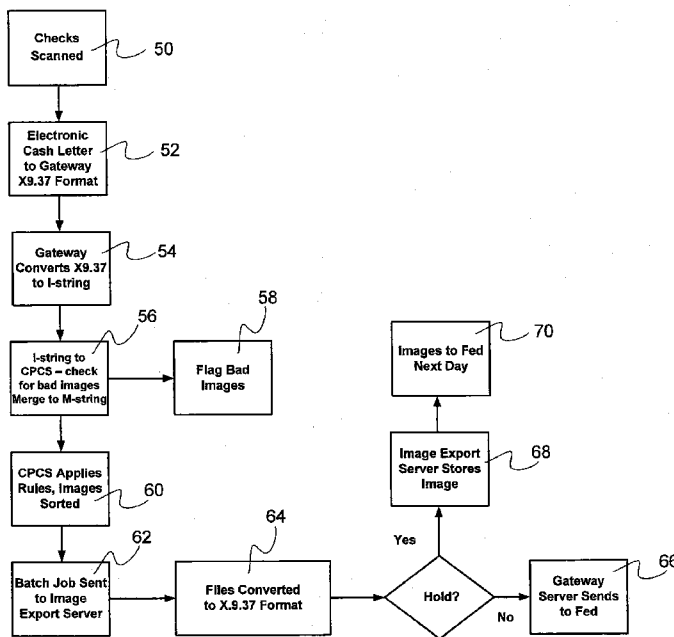 Checks
Scanned
50
Electronic
Cash Letter
to Gateway
X9.37 Format
52
Gateway
Converts X9.37
to I-string
54
I-string to
CPCS – check
for bad images
Merge to M-string
56
Flag Bad
Images
58
CPCS Applies
Rules, Images
Sorted
60
Batch Job Sent
to Image
Export Server
62
Files Converted
to X.9.37 Format
64
Hold?
Yes
No
Image Export
Server Stores
Image
68
Images to Fed
Next Day
70
Gateway
Server Sends
to Fed
66